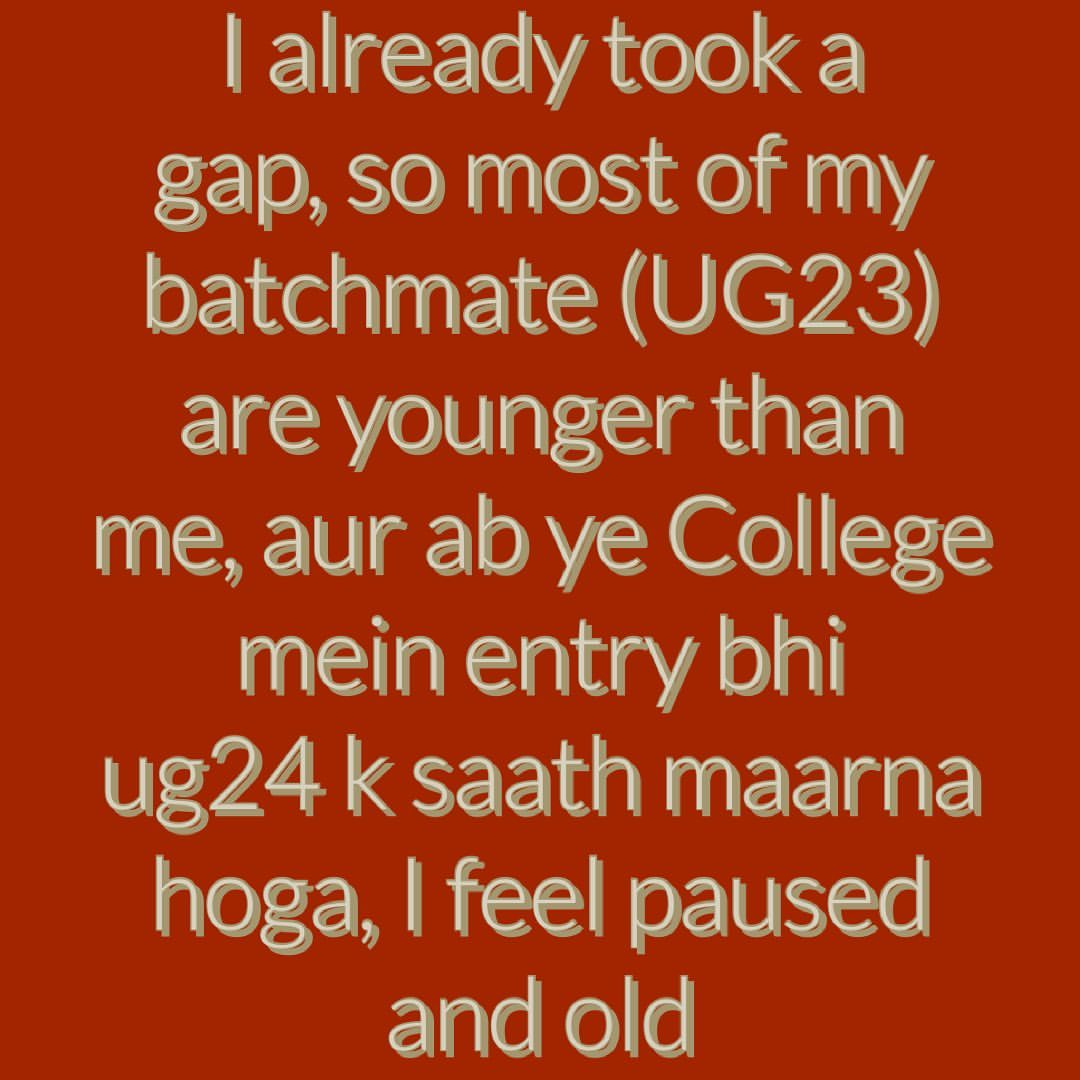 I already took a
gap, so most of my
batchmate (UG23)
are younger than
me, aur ab ye College
mein entry bhi
ug24 k saath maarna
hoga, I feel paused
and old